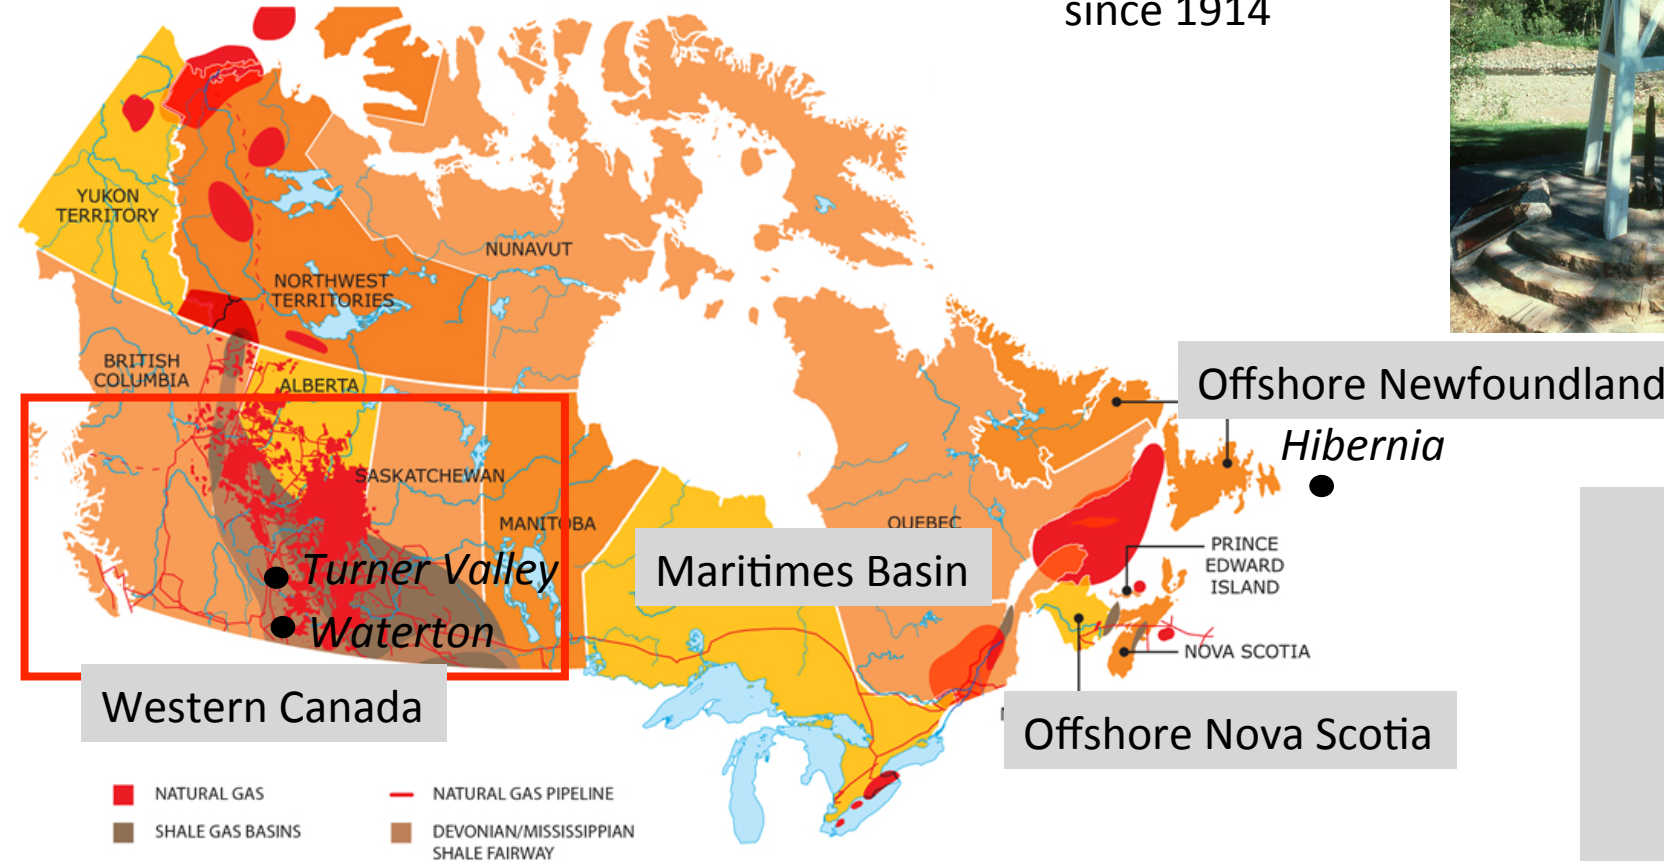 since 1914
YUKON
TERRITORY
NUNAVUT
NORTHWEST
TERRITORIES
BRITISH
COLUMBIA
ALBERTA
Offshore Newfoundland
Hibernia
SASKATCHEWAN
MANITOBA
QUEBEC
Maritimes Basin
PRINCE
EDWARD
ISLAND
Turner Valley
Waterton
NOVA SCOTIA
Western Canada
Offshore Nova Scotia
NATURAL GAS
NATURAL GAS PIPELINE
SHALE GAS BASINS
DEVONIAN/MISSISSIPPIAN
SHALE FAIRWAY